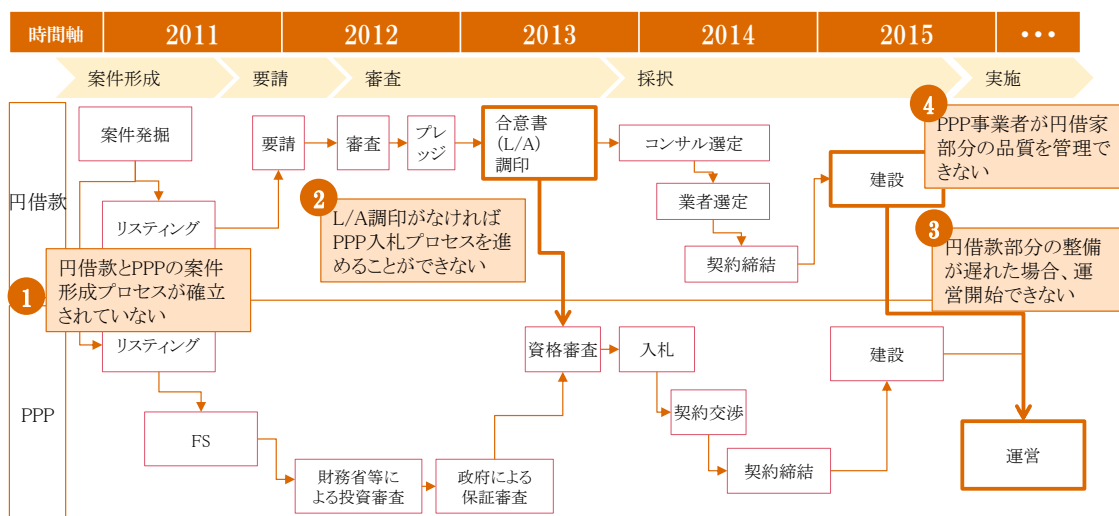 時間軸
2011
2012
2013
2014
2015
・・・
案件形成
要請
審査
採択
実施
円借款
案件発掘
リスティング
要請
審査
プレ
ッジ
合意書
(L/A)
調印
コンサル選定
業者選定
契約締結
建設
4
PPP事業者が円借家
部分の品質を管理で
きない
2
L/A調印がなければ
PPP入札プロセスを進
めることができない
3
円借款部分の整備
が遅れた場合、運
営開始できない
1
円借款とPPPの案件
形成プロセスが確立
されていない
PPP
リスティング
FS
財務省等に
よる投資審査
政府による
保証審査
資格審査
入札
契約交渉
契約締結
建設
運営